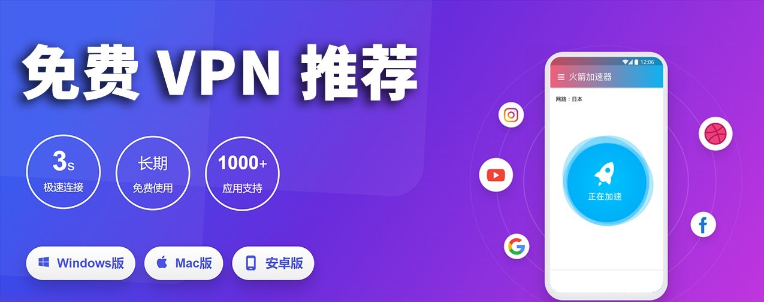 免费 VPN 推荐
3s
极速连接
长期
免费使用
1000+
应用支持
Windows版
Mac版
安卓版
12:06
火箭加速器
网络：日本
正在加速